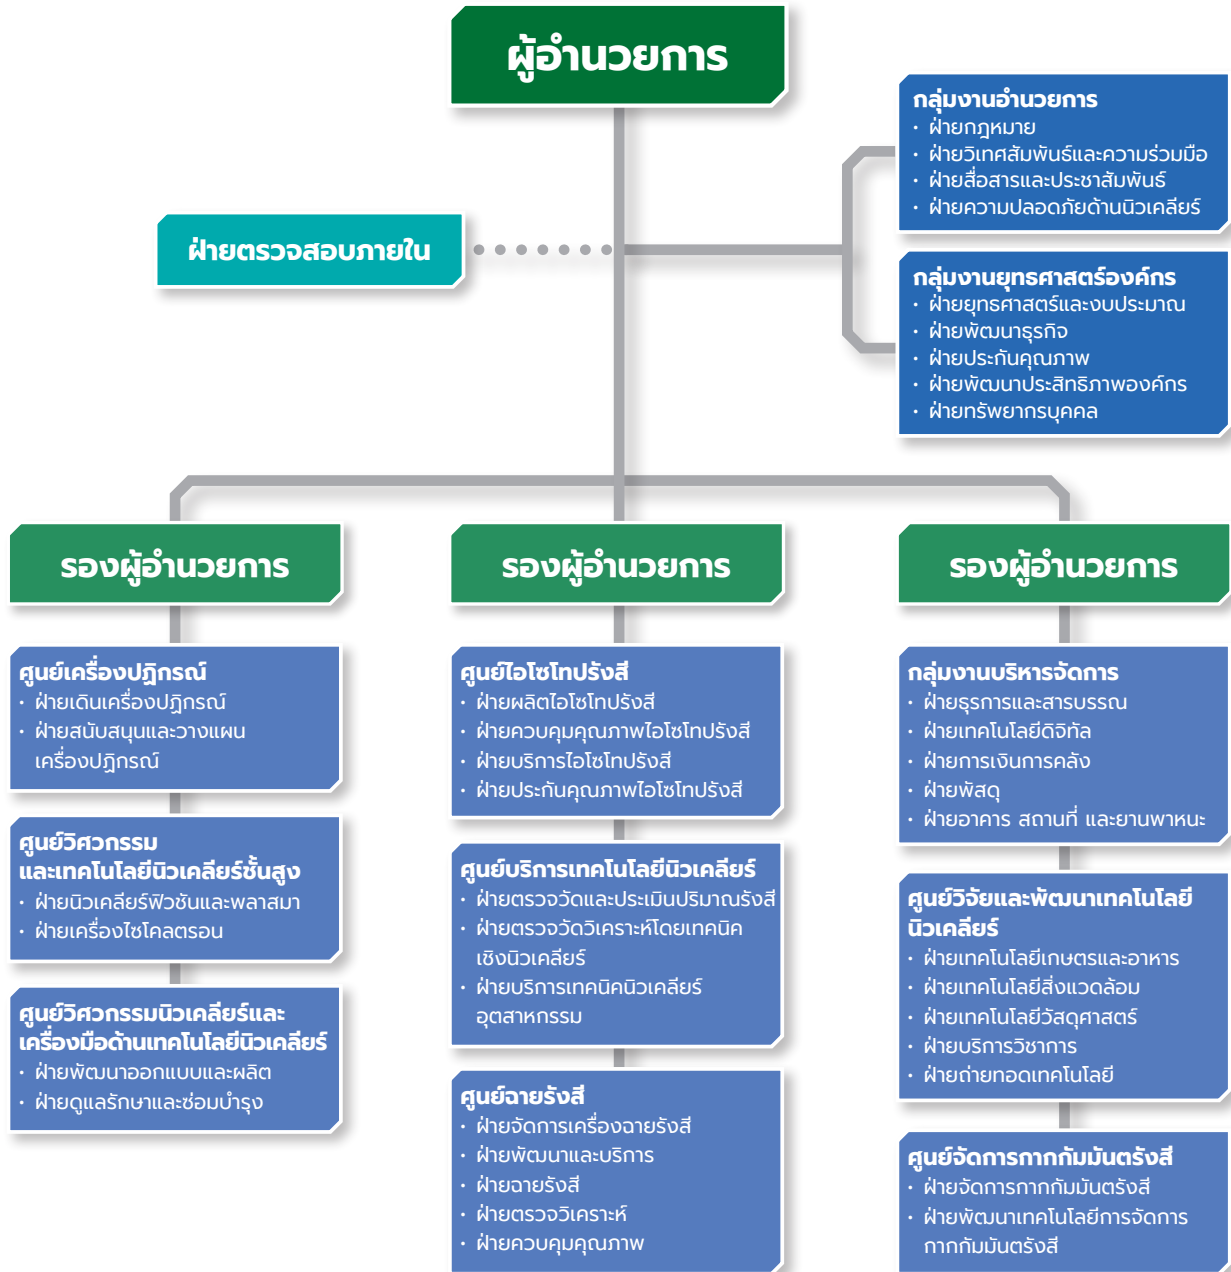 ผู้อำนวยการ
กลุ่มงานอำนวยการ
· ฝ่ายกฎหมาย
· ฝ่ายวิเทศสัมพันธ์และความร่วมมือ
· ฝ่ายสื่อสารและประชาสัมพันธ์
· ฝ่ายความปลอดภัยด้านนิวเคลียร์
ฝ่ายตรวจสอบภายใน
กลุ่มงานยุทธศาสตร์องค์กร
· ฝ่ายยุทธศาสตร์และงบประมาณ
· ฝ่ายพัฒนาธุรกิจ
· ฝ่ายประกันคุณภาพ
· ฝ่ายพัฒนาประสิทธิภาพองค์กร
· ฝ่ายทรัพยากรบุคคล
รองผู้อำนวยการ
ศูนย์เครื่องปฏิกรณ์
· ฝ่ายเดินเครื่องปฏิกรณ์
· ฝ่ายสนับสนุนและวางแผน
เครื่องปฏิกรณ์
ศูนย์วิศวกรรม
และเทคโนโลยีนิวเคลียร์ชั้นสูง
· ฝ่ายนิวเคลียร์ฟิวชันและพลาสมา
· ฝ่ายเครื่องไซโคลตรอน
ศูนย์วิศวกรรมนิวเคลียร์และ
เครื่องมือด้านเทคโนโลยีนิวเคลียร์
· ฝ่ายพัฒนาออกแบบและผลิต
· ฝ่ายดูแลรักษาและซ่อมบำรุง
รองผู้อำนวยการ
ศูนย์ไอโซโทปรังสี
· ฝ่ายผลิตไอโซโทปรังสี
· ฝ่ายควบคุมคุณภาพไอโซโทปรังสี
· ฝ่ายบริการไอโซโทปรังสี
· ฝ่ายประกันคุณภาพไอโซโทปรังสี
ศูนย์บริการเทคโนโลยีนิวเคลียร์
· ฝ่ายตรวจวัดและประเมินปริมาณรังสี
· ฝ่ายตรวจวัดวิเคราะห์โดยเทคนิค
เชิงนิวเคลียร์
· ฝ่ายบริการเทคนิคนิวเคลียร์
อุตสาหกรรม
ศูนย์ฉายรังสี
· ฝ่ายจัดการเครื่องฉายรังสี
· ฝ่ายพัฒนาและบริการ
· ฝ่ายฉายรังสี
· ฝ่ายตรวจวิเคราะห์
· ฝ่ายควบคุมคุณภาพ
รองผู้อำนวยการ
กลุ่มงานบริหารจัดการ
· ฝ่ายธุรการและสารบรรณ
· ฝ่ายเทคโนโลยีดิจิทัล
· ฝ่ายการเงินการคลัง
· ฝ่ายพัสดุ
· ฝ่ายอาคาร สถานที่ และยานพาหนะ
ศูนย์วิจัยและพัฒนาเทคโนโลยี
นิวเคลียร์
· ฝ่ายเทคโนโลยีเกษตรและอาหาร
· ฝ่ายเทคโนโลยีสิ่งแวดล้อม
· ฝ่ายเทคโนโลยีวัสดุศาสตร์
· ฝ่ายบริการวิชาการ
· ฝ่ายถ่ายทอดเทคโนโลยี
ศูนย์จัดการกากกัมมันตรังสี
· ฝ่ายจัดการกากกัมมันตรังสี
· ฝ่ายพัฒนาเทคโนโลยีการจัดการ
กากกัมมันตรังสี